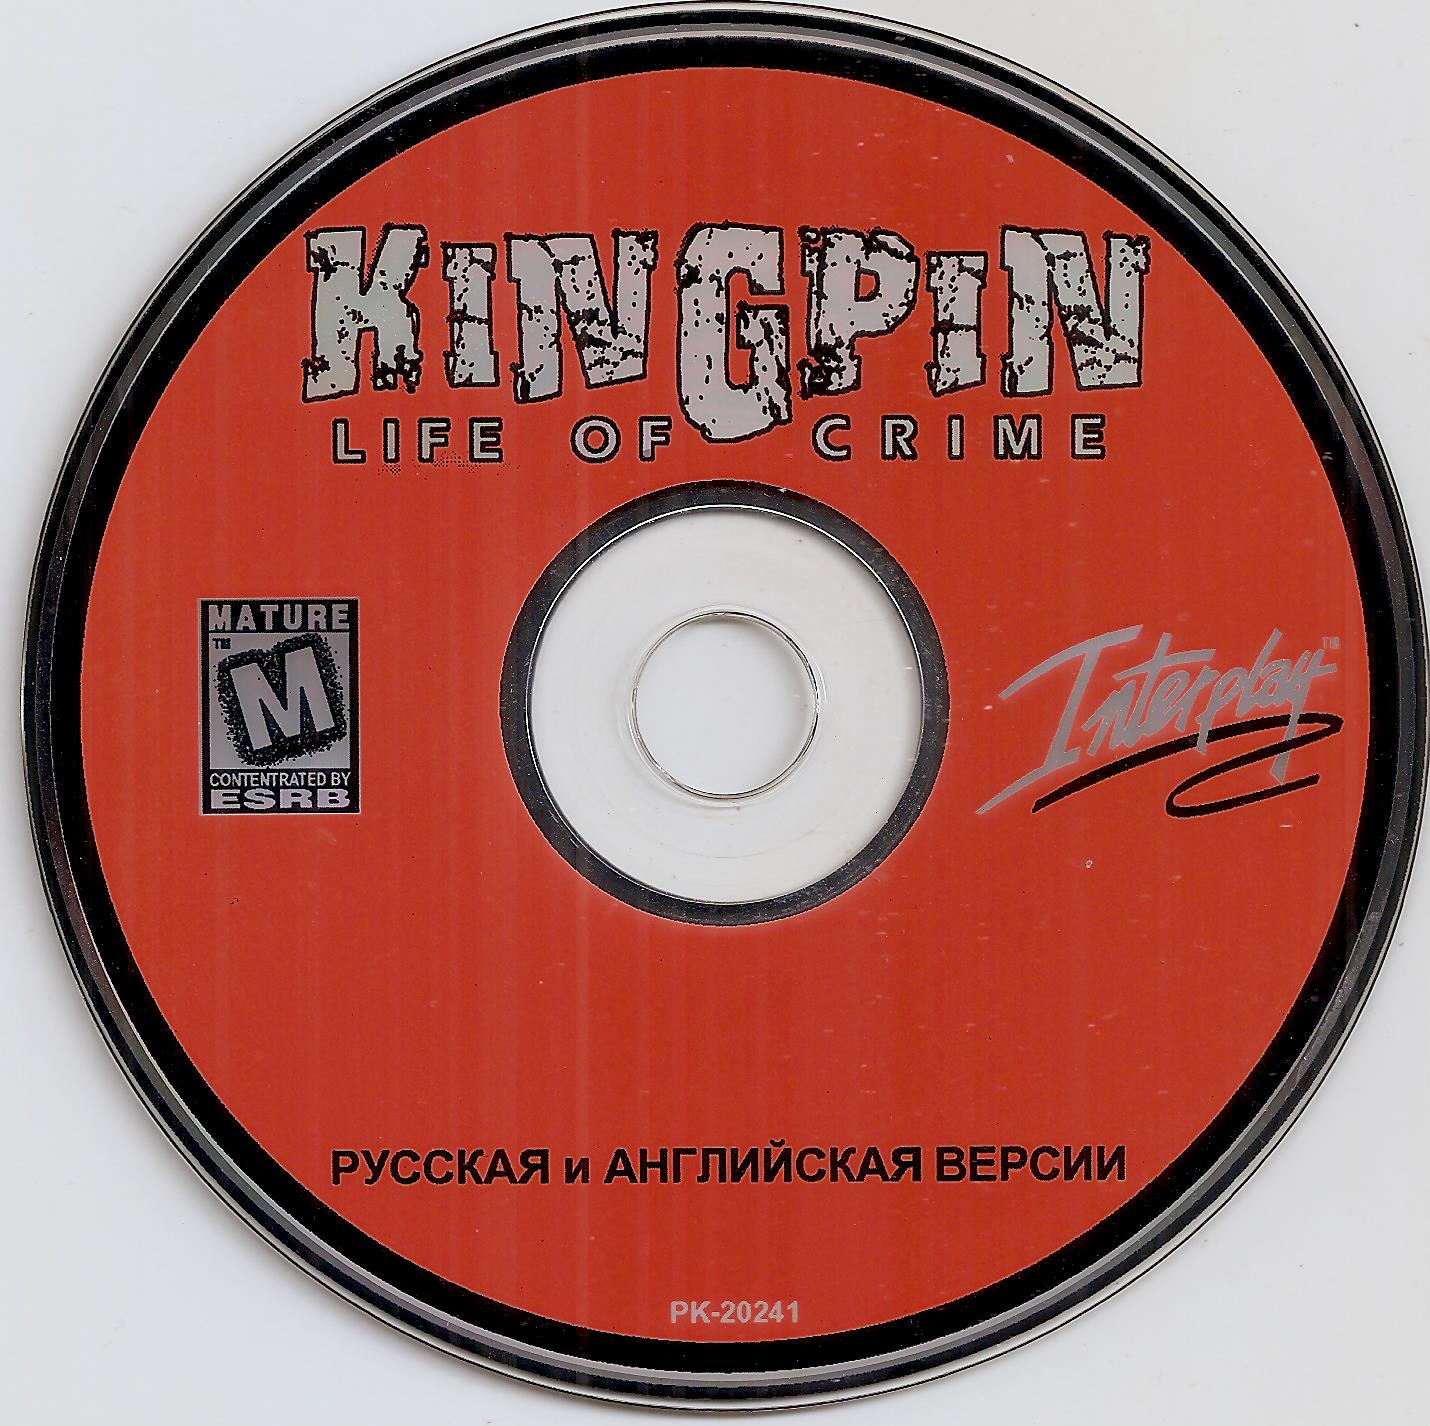 KINGPIN
LIFE OF CRIME
MATURE
TM
M
CONTENTRATED BY
ESRB
Interplay TM
РУССКАЯ и АНГЛИЙСКАЯ ВЕРСИИ
PK-20241